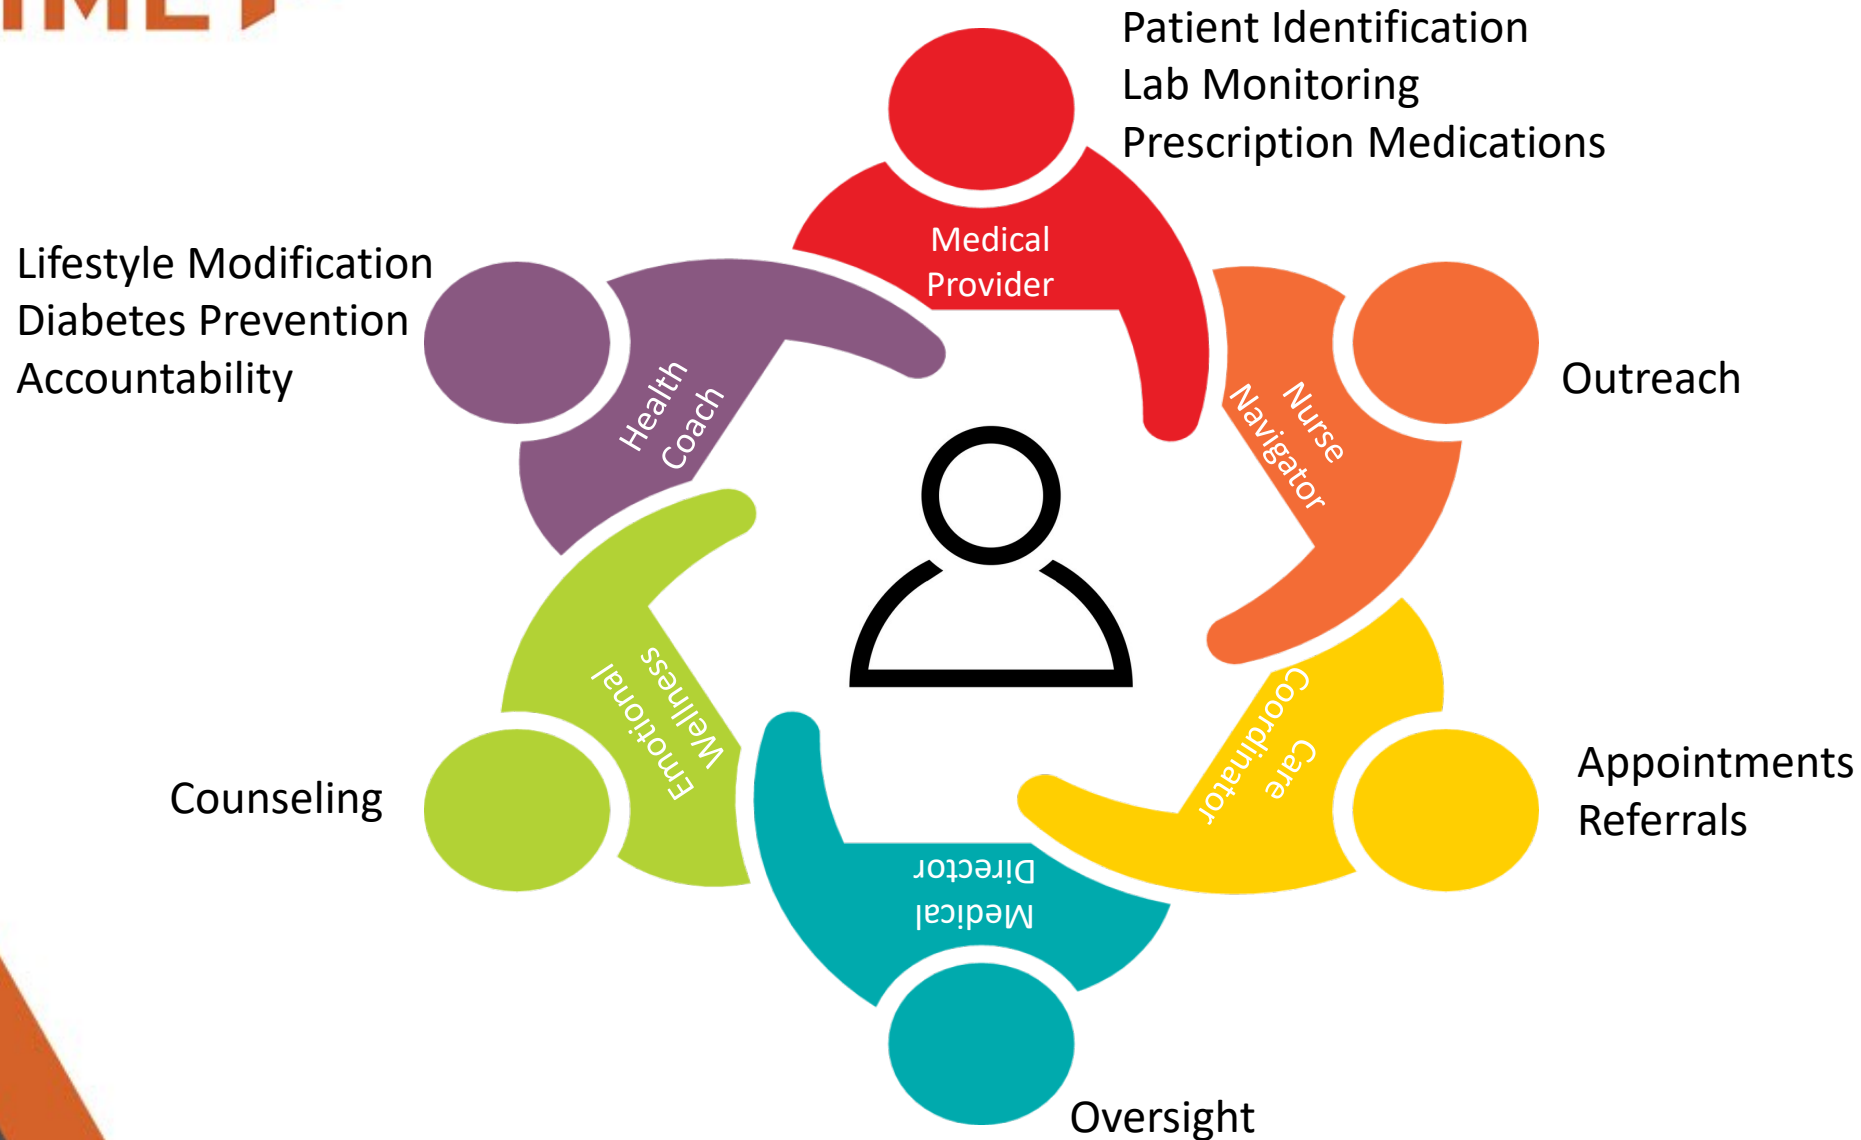 Patient Identification
Lab Monitoring
Prescription Medications
Medical
Provider
Lifestyle Modification
Diabetes Prevention
Accountability
Health
Coach
Nurse
Navigator
Outreach
Emotional
Wellness
Counseling
Care
Coordinator
Appointments
Referrals
Medical
Director
Oversight